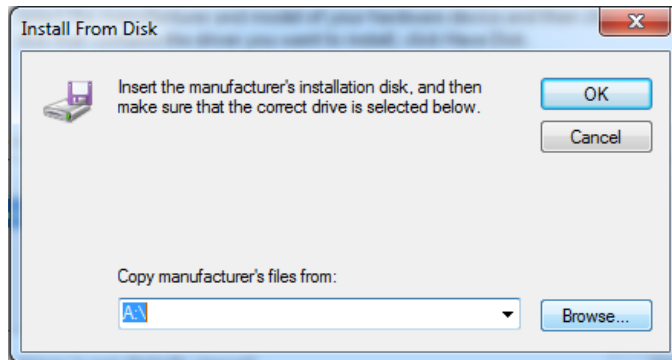 Install From Disk
Insert the manufacturer's installation disk, and then
make sure that the correct drive is selected below.
OK
Cancel
Copy manufacturer's files from:
A:\
Browse...